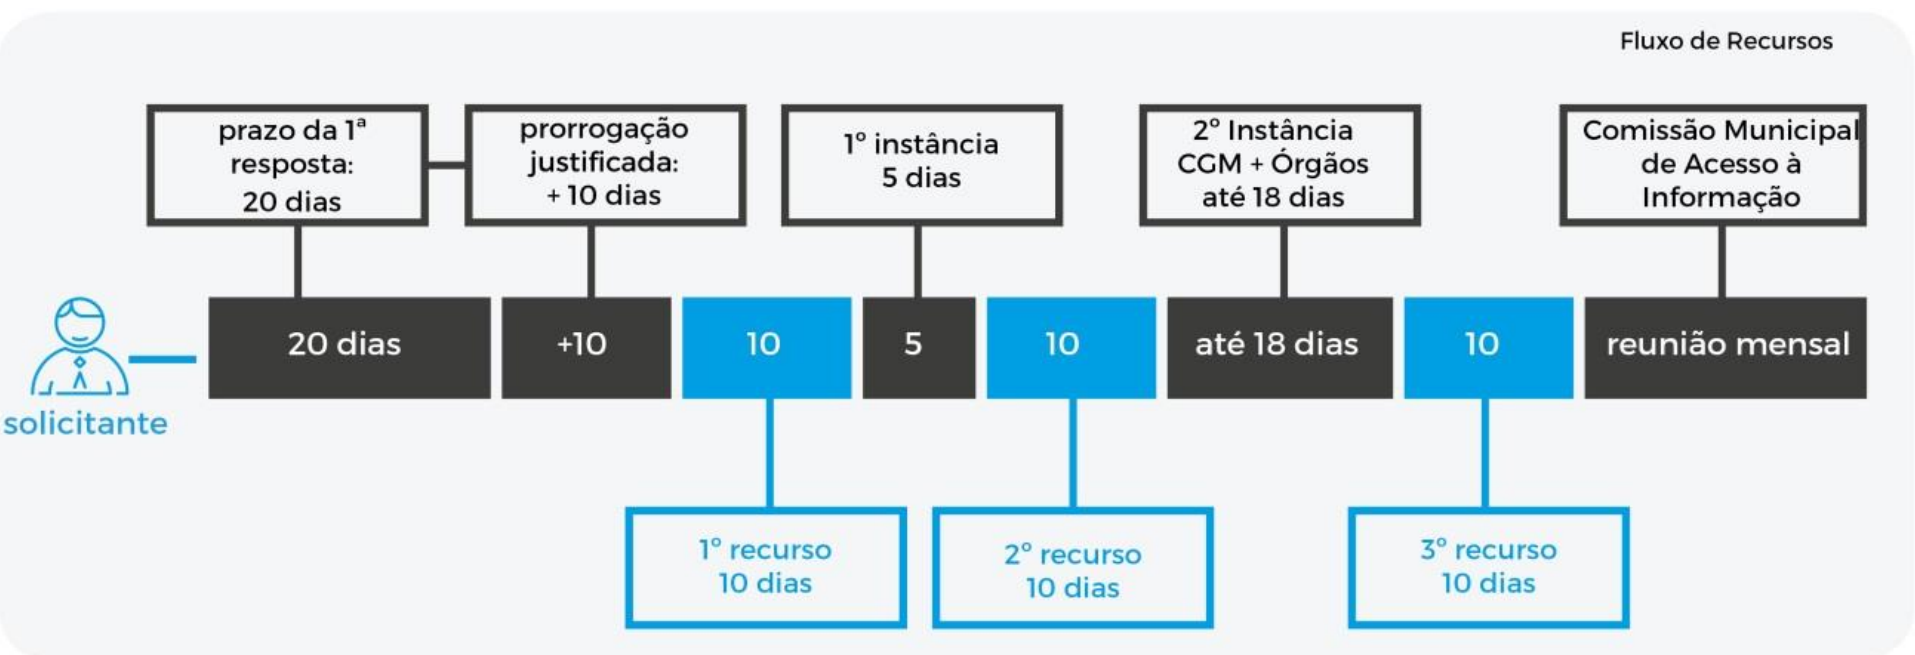 Fluxo de Recursos
prazo da 1ª
resposta:
20 dias
prorrogação
justificada:
+ 10 dias
1º instância
5 dias
2º Instância
CGM + Órgãos
até 18 dias
Comissão Municipal
de Acesso à
Informação
solicitante
20 dias
+10
10
5
10
até 18 dias
10
reunião mensal
1º recurso
10 dias
2º recurso
10 dias
3º recurso
10 dias